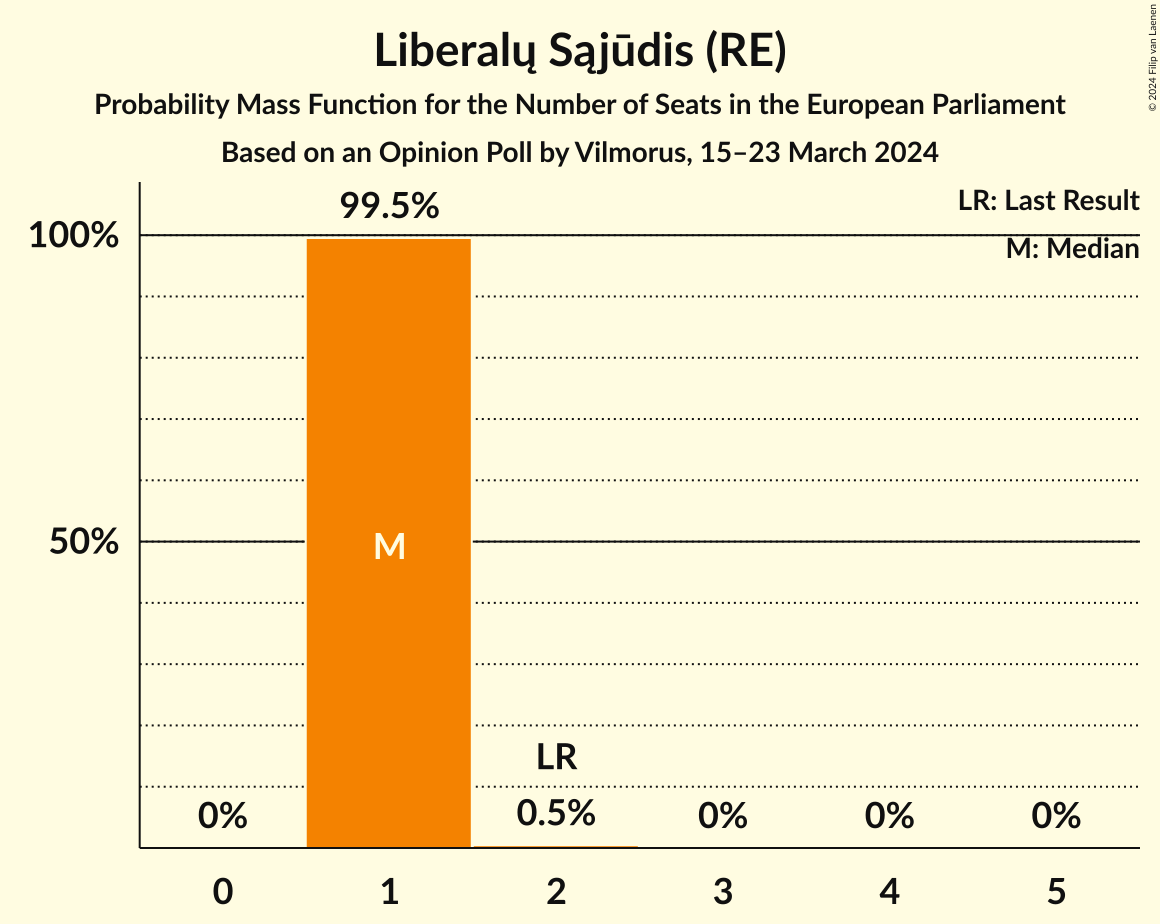 Liberalų Sąjūdis (RE)
Probability Mass Function for the Number of Seats in the European Parliament
Based on an Opinion Poll by Vilmorus, 15–23 March 2024
© 2024 Filip van Laenen
LR: Last Result
M: Median
99.5%
100%
50%
M
LR
0%
0.5%
0%
0%
0%
0
1
2
3
4
5